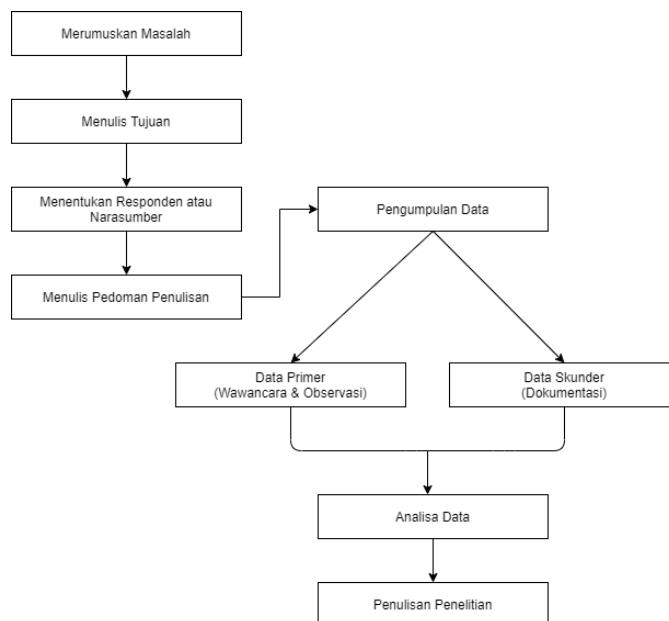 Merumuskan Masalah
Menulis Tujuan
Menentukan Responden atau
Narasumber
Menulis Pedoman Penulisan
Pengumpulan Data
Data Primer
(Wawancara & Observasi)
Data Skunder
(Dokumentasi)
Analisa Data
Penulisan Penelitian